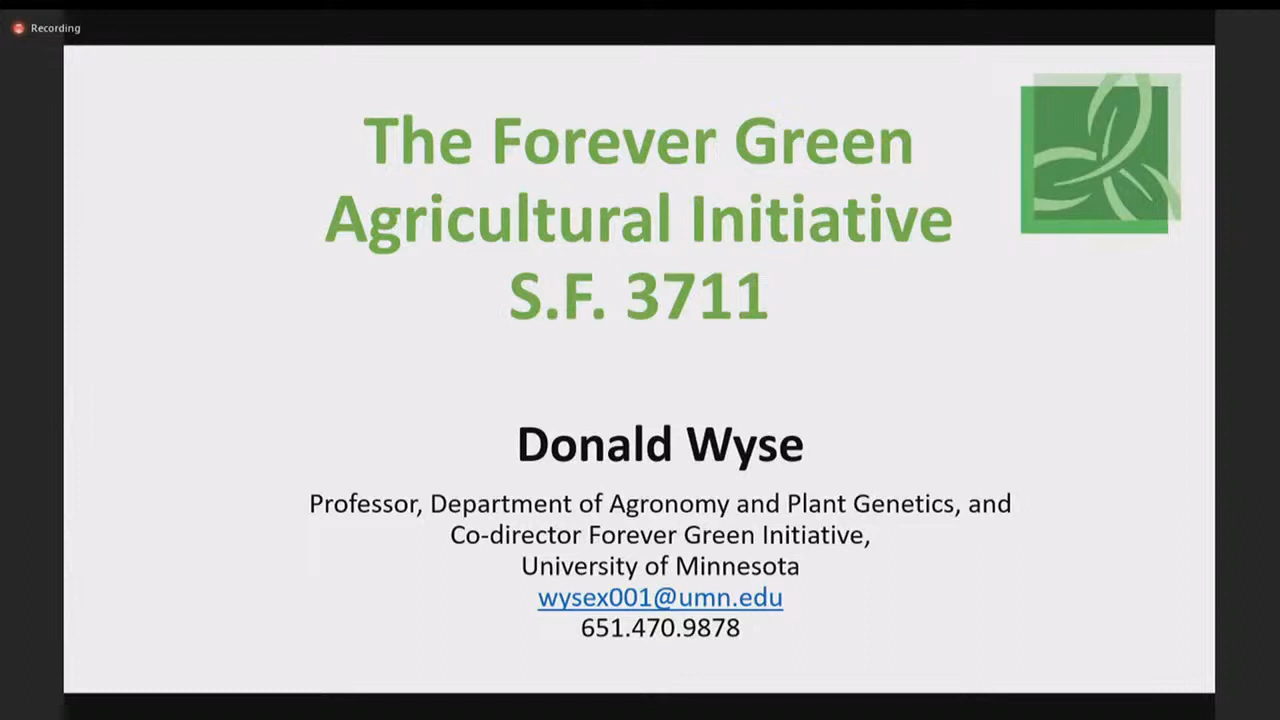 Recording
The Forever Green
Agricultural Initiative
S.F. 3711
Donald Wyse
Professor, Department of Agronomy and Plant Genetics, and
Co-director Forever Green Initiative,
University of Minnesota
wysex001@umn.edu
651.470.9878